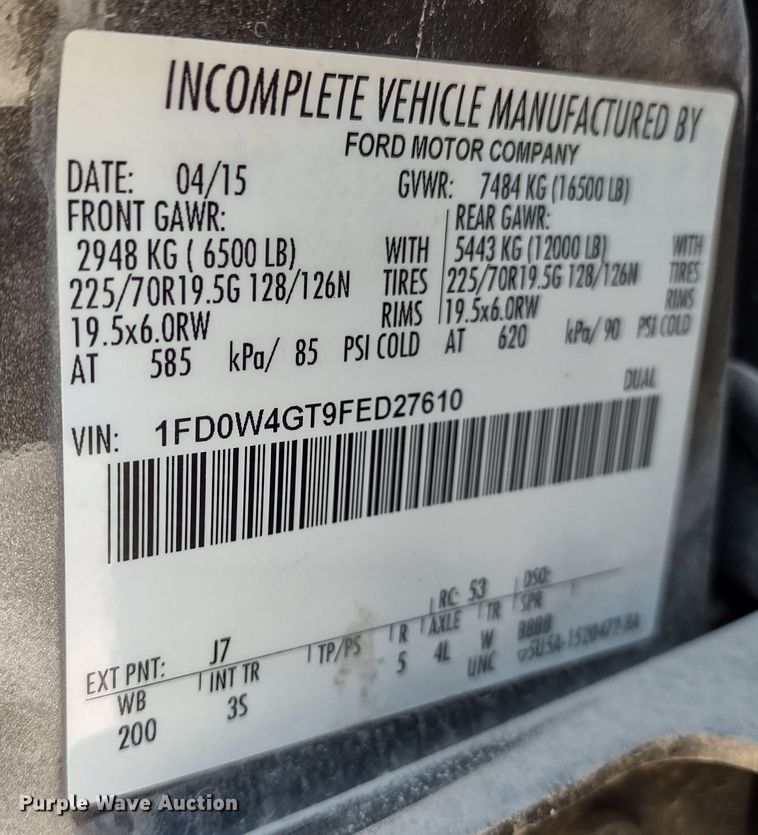 INCOMPLETE VEHICLE MANUFACTURED BY
FORD MOTOR COMPANY
DATE: 04/15 GVWR: 7484 KG (16500 LB)
FRONT GAWR: REAR GAWR:
2948 KG ( 6500 LB) WITH 5443 KG (12000 LB) WITH
225/70R19.5G 128/126N TIRES 225/70R19.5G 128/126N TIRES
19.5x6.0RW RIMS 19.5x6.0RW RIMS
AT 585 kPa/ 85 PSI COLD AT 620 kPa/ 90 PSI COLD
DUAL
VIN: 1FD0W4GT9FED27610
EXT PNT: J7 RC: 53 DSO:
WB INT TR TP/PS R AXLE TR SPR
200 3S 5 4L W BBBB
UNC
Purple Wave Auction